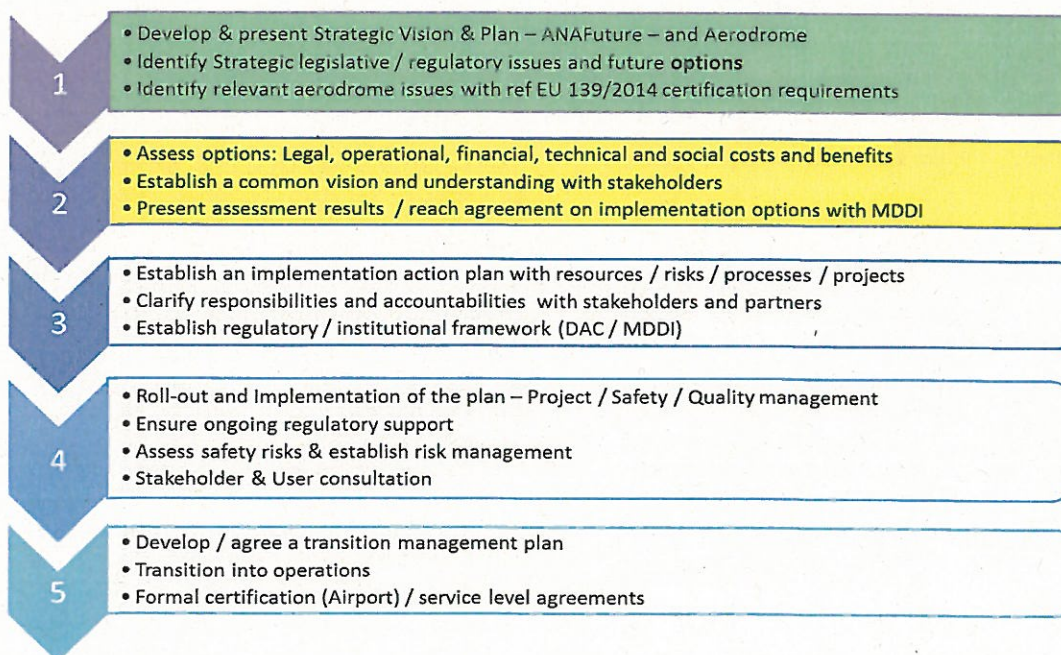 1
• Develop & present Strategic Vision & Plan – ANAFuture – and Aerodrome
• Identify Strategic legislative / regulatory issues and future options
• Identify relevant aerodrome issues with ref EU 139/2014 certification requirements
2
• Assess options: Legal, operational, financial, technical and social costs and benefits
• Establish a common vision and understanding with stakeholders
• Present assessment results / reach agreement on implementation options with MDDI
3
• Establish an implementation action plan with resources / risks / processes / projects
• Clarify responsibilities and accountabilities with stakeholders and partners
• Establish regulatory / institutional framework (DAC / MDDI)
4
• Roll-out and Implementation of the plan – Project / Safety / Quality management
• Ensure ongoing regulatory support
• Assess safety risks & establish risk management
• Stakeholder & User consultation
5
• Develop / agree a transition management plan
• Transition into operations
• Formal certification (Airport) / service level agreements